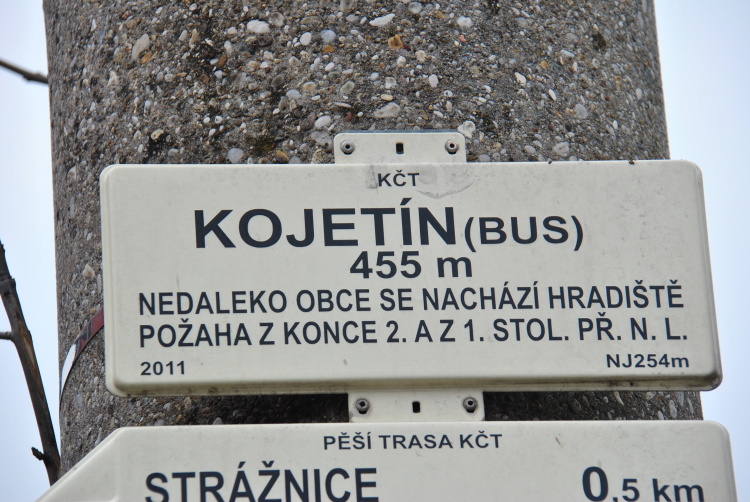 KČT
KOJETÍN (BUS)
455 m
NEDALEKO OBCE SE NACHÁZÍ HRADIŠTĚ
POŽAHA Z KONCE 2. A Z 1. STOL. PŘ. N. L.
2011 NJ254m
PĚŠÍ TRASA KČT
STRÁŽNICE 0,5 km